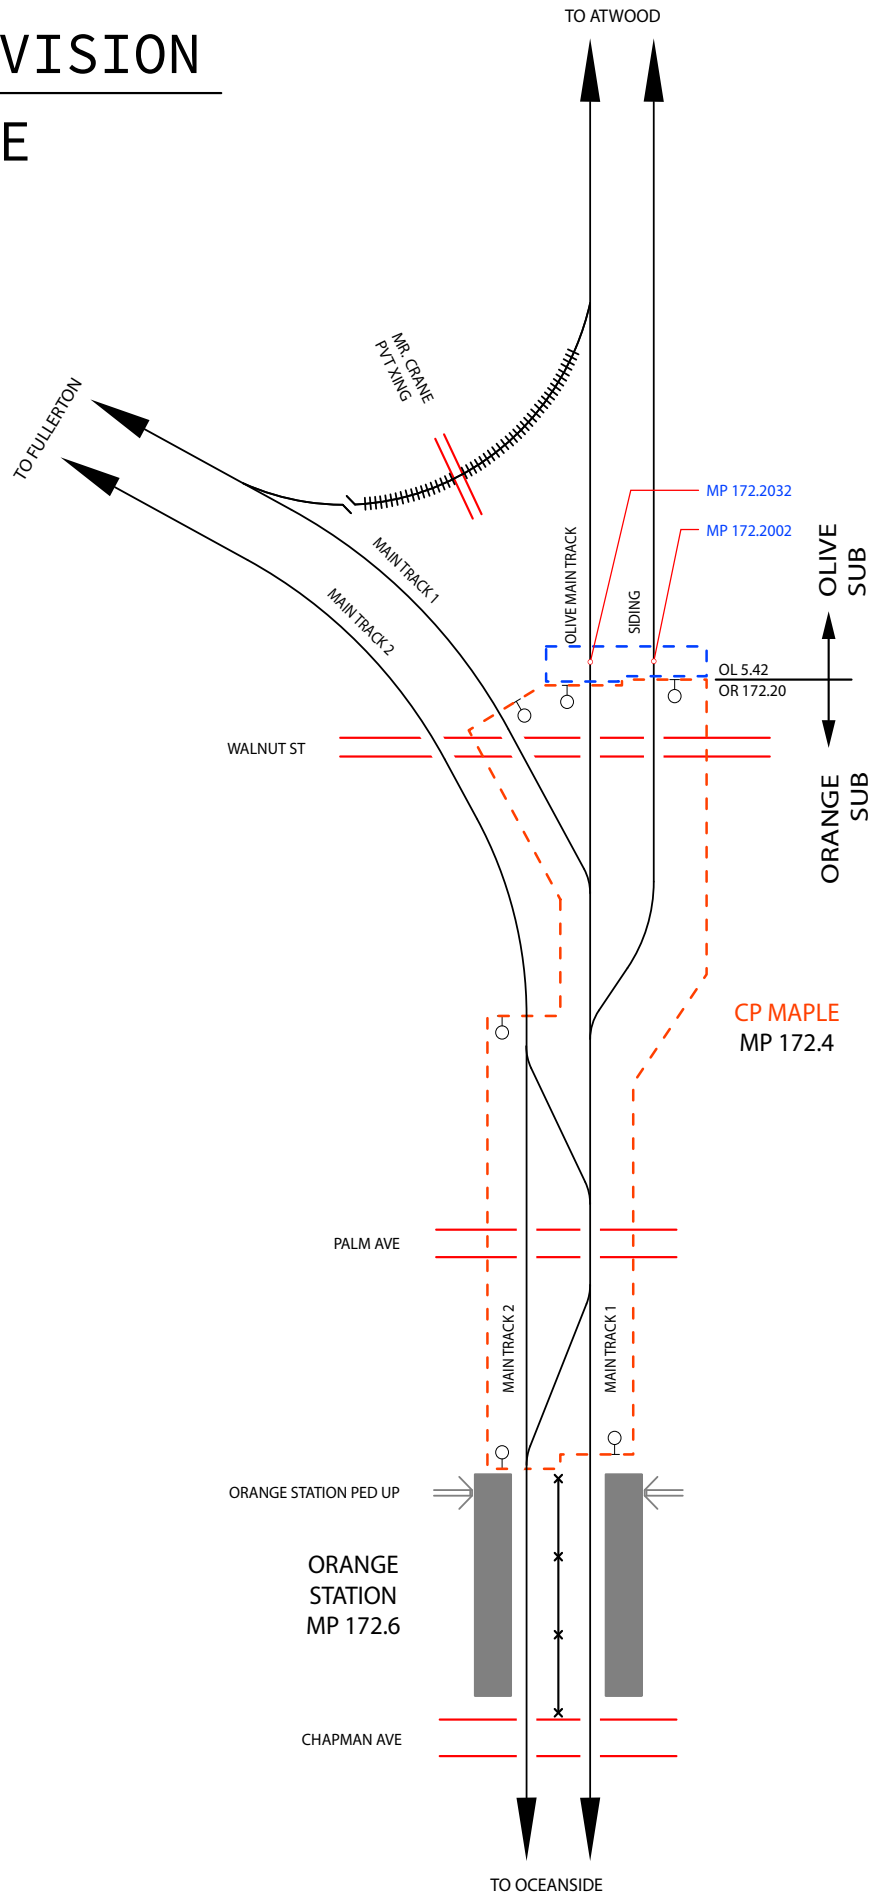 TO ATWOOD
VISION
E
MR. CRANE
PVT XING
TO FULLERTON
MP 172.2032
MP 172.2002
OLIVE
SUB
MAIN TRACK 1
MAIN TRACK 2
OLIVE MAIN TRACK
SIDING
OL 5.42
OR 172.20
WALNUT ST
ORANGE
SUB
CP MAPLE
MP 172.4
PALM AVE
MAIN TRACK 2
MAIN TRACK 1
ORANGE STATION PED UP
ORANGE
STATION
MP 172.6
CHAPMAN AVE
TO OCEANSIDE